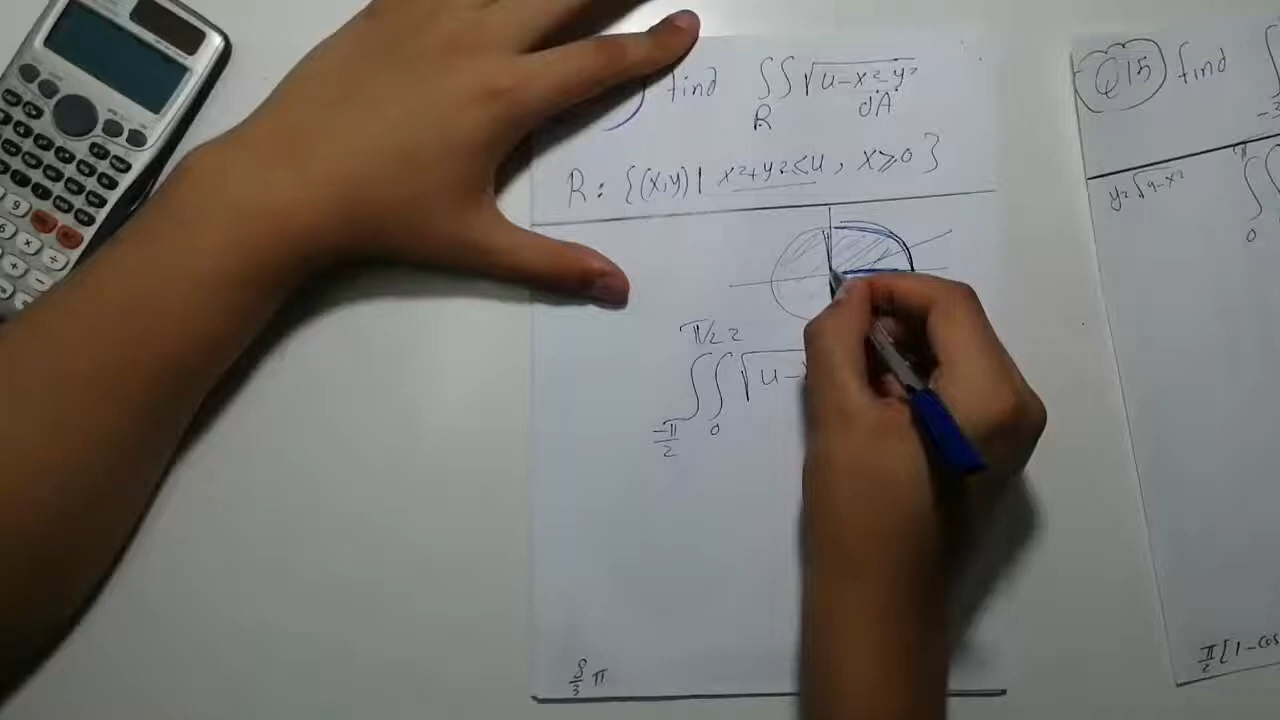 find ∫∫ √4-x²-y²
R dA
R: {(x,y) | x²+y²≤4, x≥0}
π/2 2
∫∫ √4-
-π/2 0
8/3 π
Q15 find ∫
-3
y=√9-x²
π
∫∫
0
π/2 [1-cos